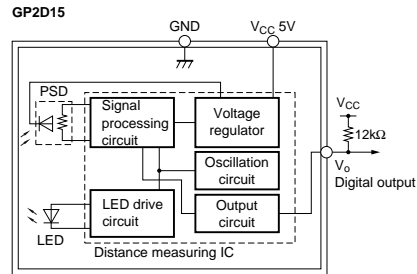 GP2D15
GND
VCC 5V
PSD
Signal
processing
circuit
Voltage
regulator
VCC
12kΩ
Oscillation
circuit
Vo
Digital output
LED drive
circuit
Output
circuit
LED
Distance measuring IC